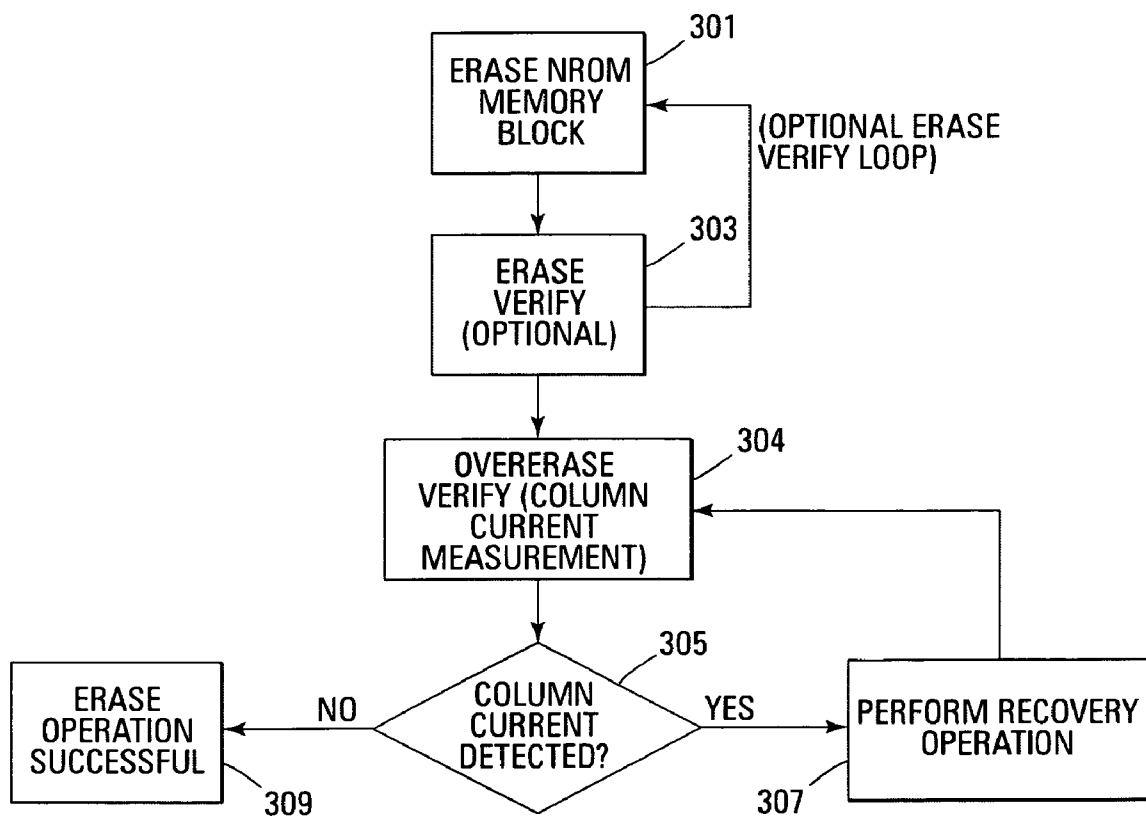 301
ERASE NROM
MEMORY
BLOCK
(OPTIONAL ERASE
VERIFY LOOP)
303
ERASE
VERIFY
(OPTIONAL)
304
OVERERASE
VERIFY (COLUMN
CURRENT
MEASUREMENT)
305
COLUMN
CURRENT
DETECTED?
NO
YES
ERASE
OPERATION
SUCCESSFUL
309
PERFORM RECOVERY
OPERATION
307